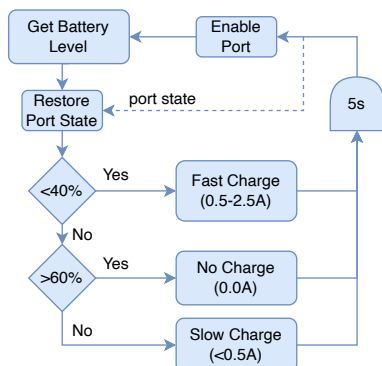 Get Battery
Level
Enable
Port
port state
Restore
Port State
5s
<40%
Yes
Fast Charge
(0.5-2.5A)
No
>60%
Yes
No Charge
(0.0A)
No
Slow Charge
(<0.5A)